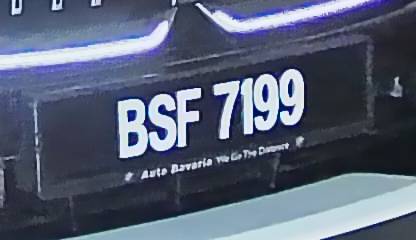 BSF 7199
Auto Bavaria We Go The Distance